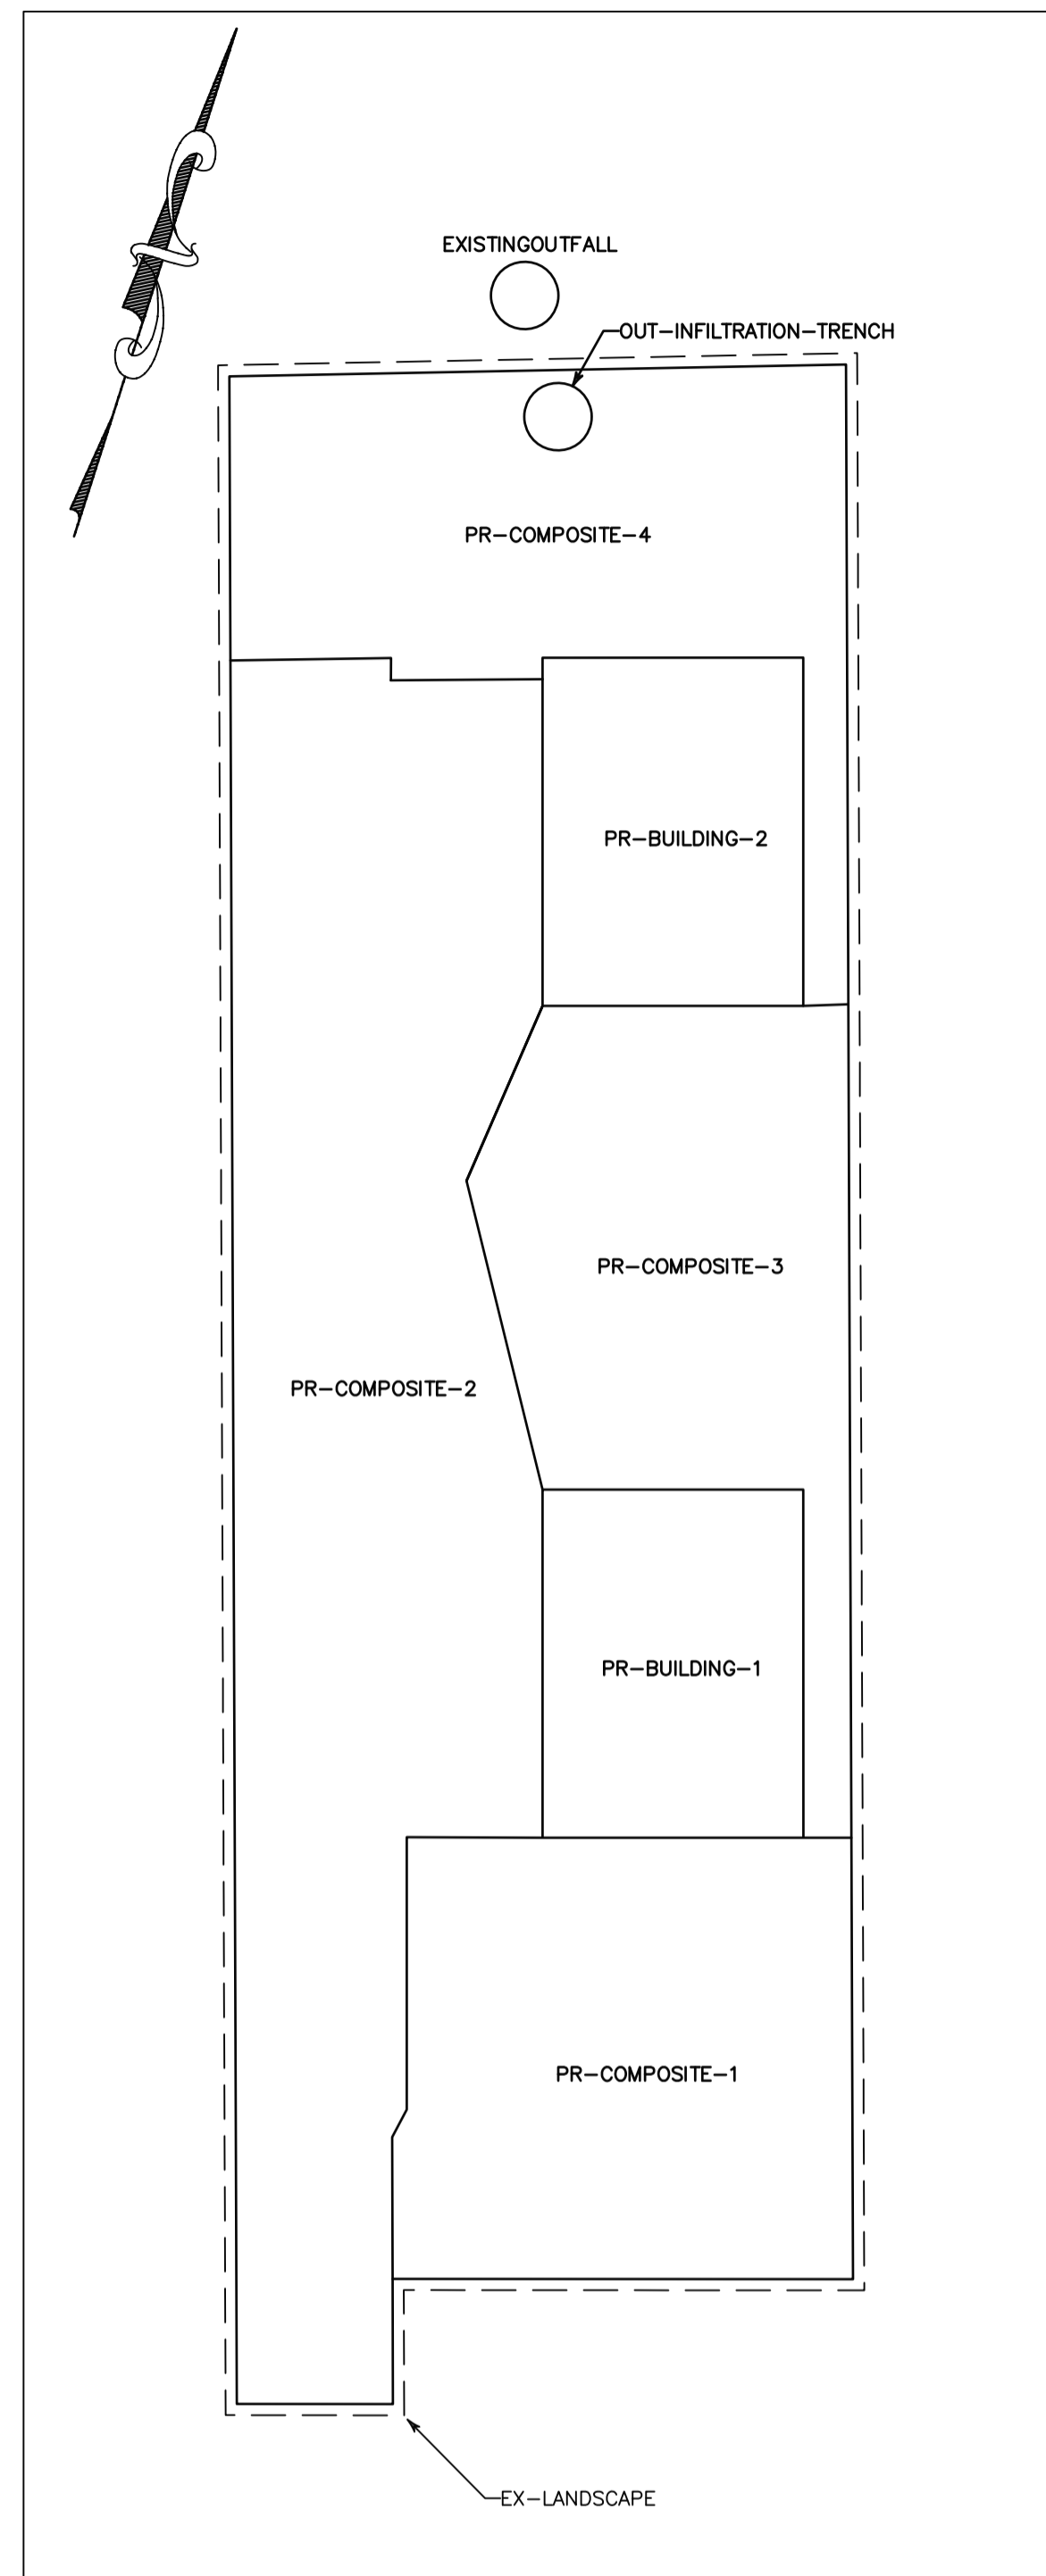 EXISTINGOUTFALL
OUT-INFILTRATION-TRENCH
PR-COMPOSITE-4
PR-BUILDING-2
PR-COMPOSITE-3
PR-COMPOSITE-2
PR-BUILDING-1
PR-COMPOSITE-1
EX-LANDSCAPE